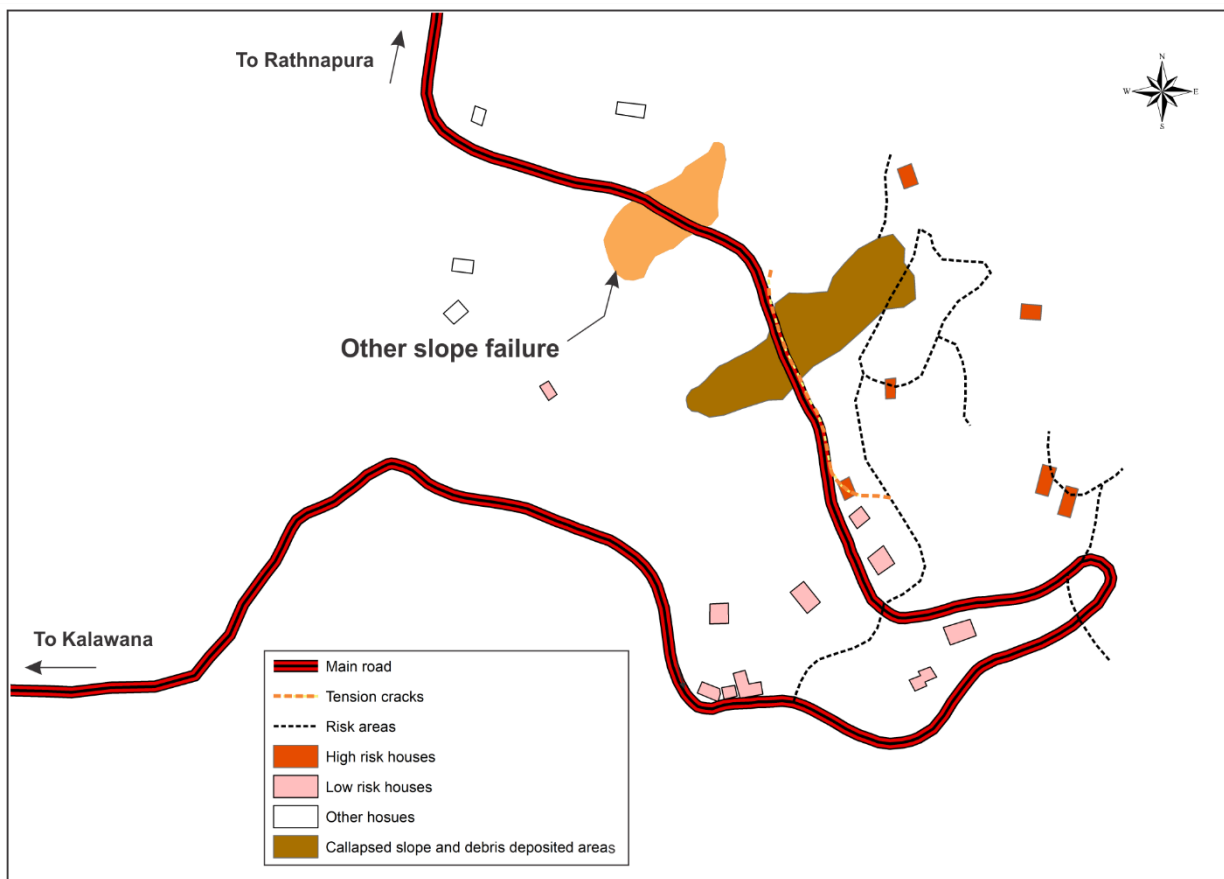 To Rathnapura
N
W
E
S
Other slope failure
To Kalawana
Main road
Tension cracks
Risk areas
High risk houses
Low risk houses
Other hosues
Callapsed slope and debris deposited areas